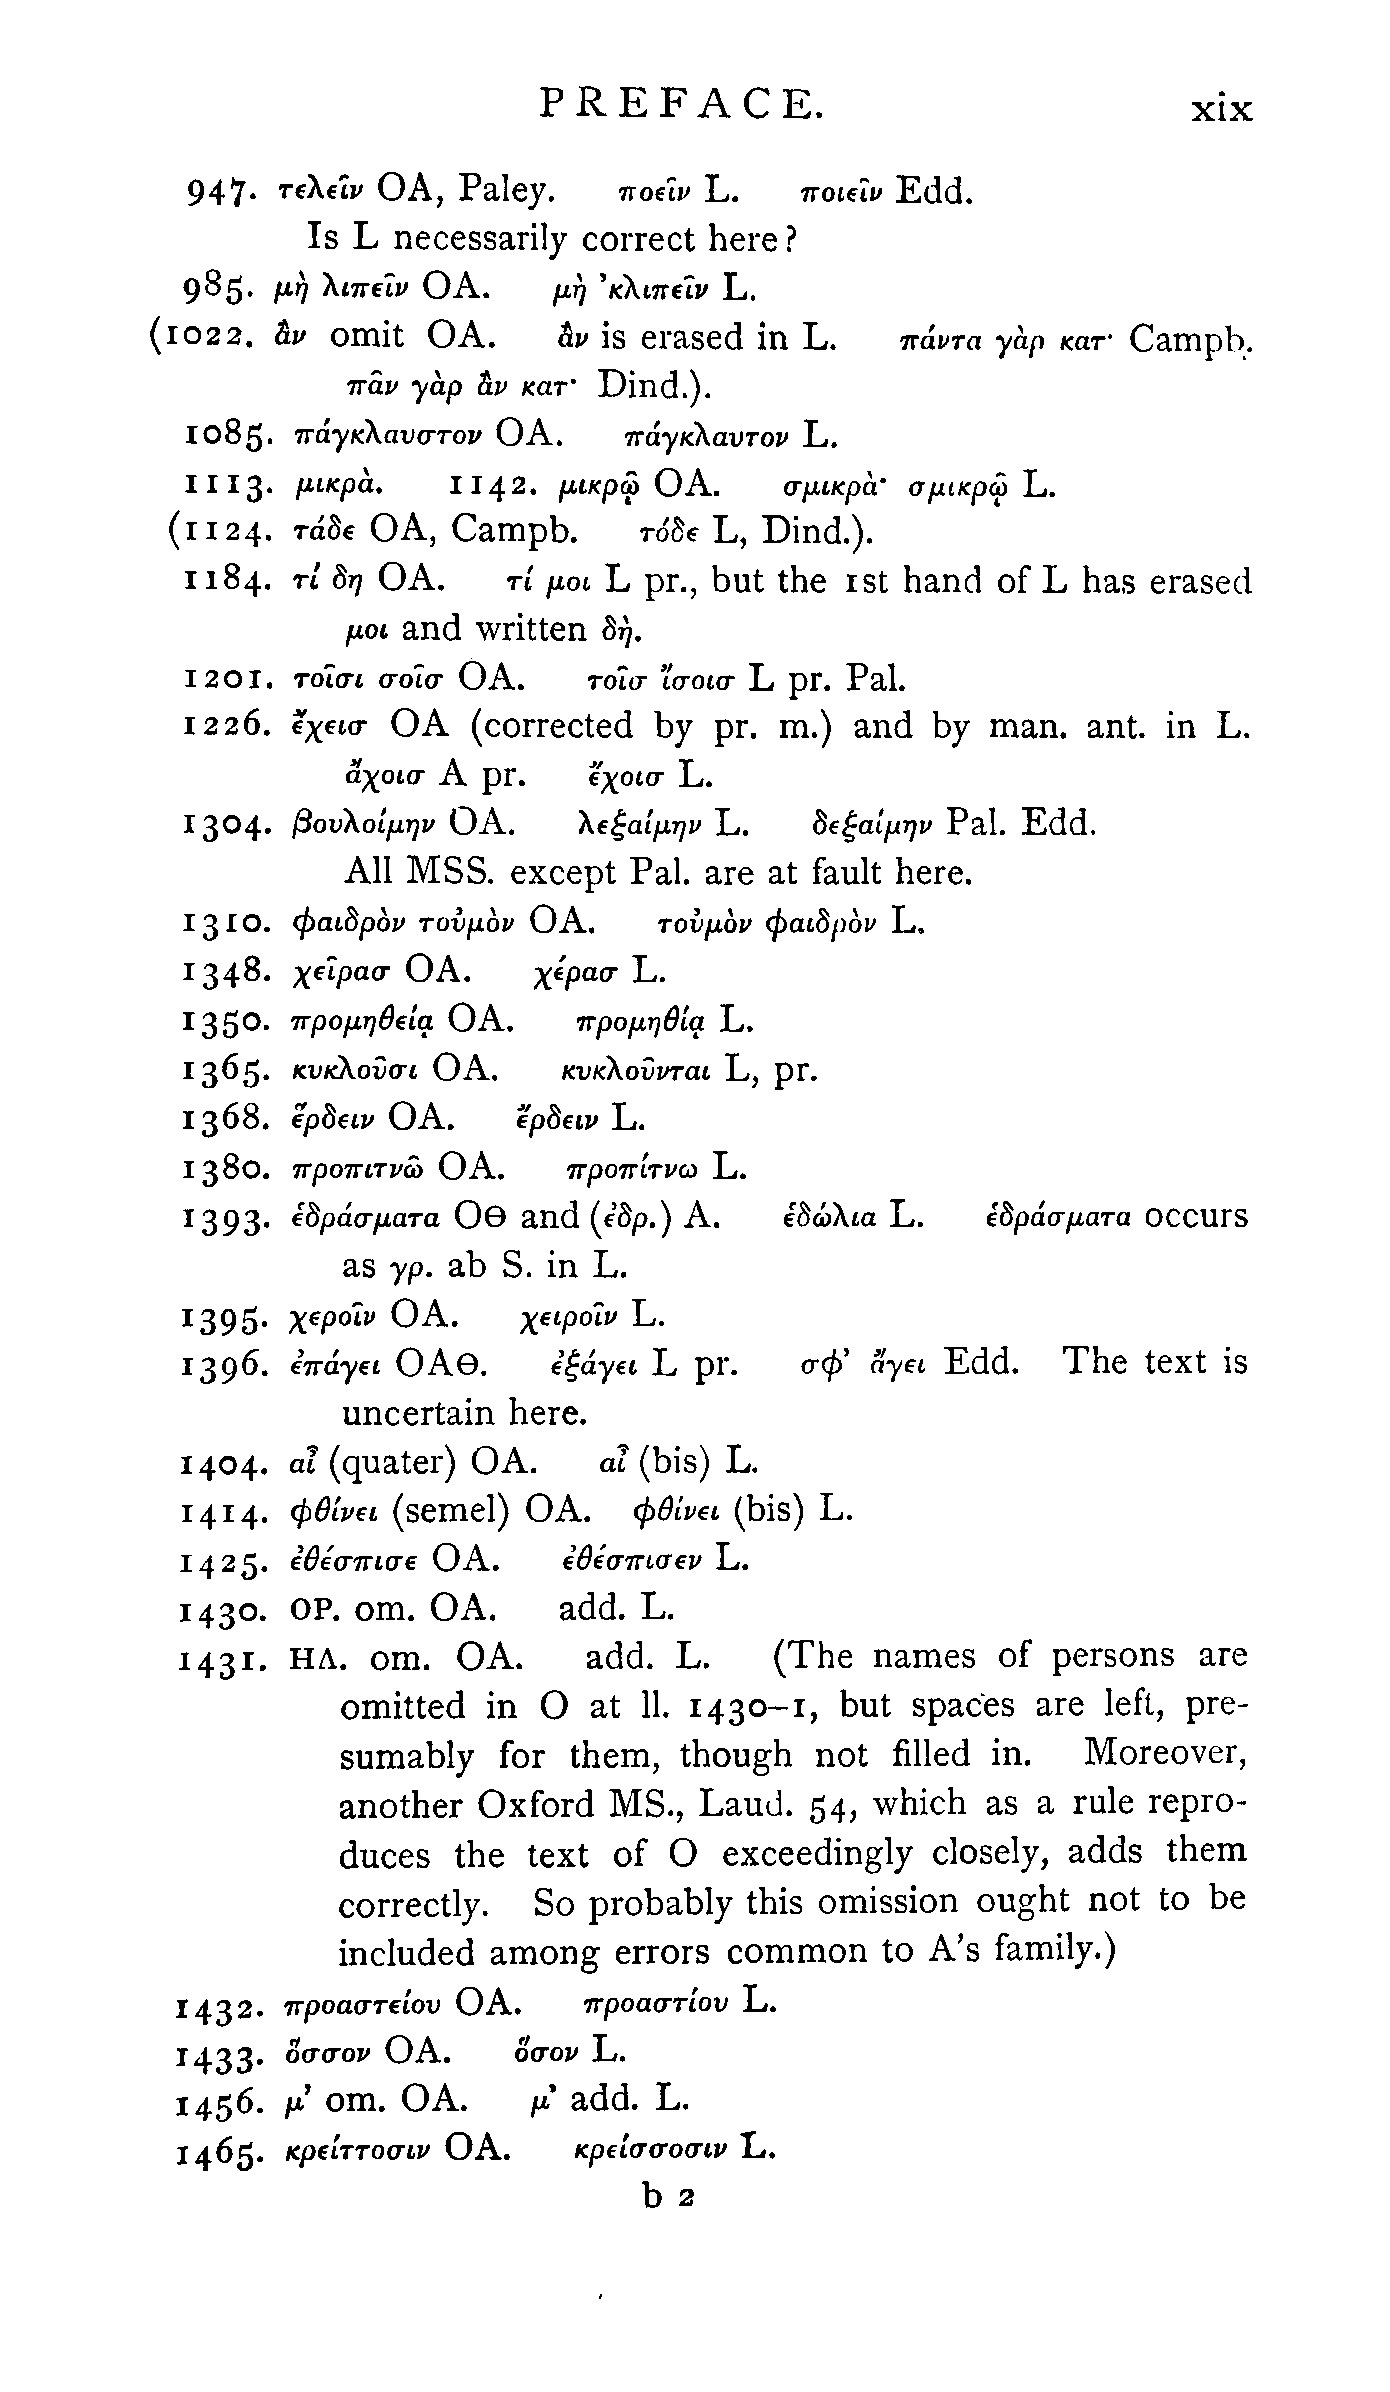 PREFACE. xix
947. τελεῖν OA, Paley. ποεῖν L. ποιεῖν Edd.
Is L necessarily correct here?
985. μὴ λιπεῖν OA. μὴ ’κλιπεῖν L.
(1022. ἂν omit OA. ἂν is erased in L. πάντα γὰρ κατ· Campb.
πᾶν γὰρ ἂν κατ· Dind.).
1085. πάγκλαυστον OA. πάγκλαυτον L.
1113. μικρὰ. 1142. μικρῷ OA. σμικρὰ· σμικρῷ L.
(1124. τάδε OA, Campb. τόδε L, Dind.).
1184. τί δη OA. τί μοι L pr., but the 1st hand of L has erased
μοι and written δὴ.
1201. τοῖσι σοῖσ OA. τοῖσ ἴσοισ L pr. Pal.
1226. ἔχεισ OA (corrected by pr. m.) and by man. ant. in L.
ἄχοισ A pr. ἔχοισ L.
1304. βουλοίμην OA. λεξαίμην L. δεξαίμην Pal. Edd.
All MSS. except Pal. are at fault here.
1310. φαιδρὸν τοὐμὸν OA. τοὐμὸν φαιδρὸν L.
1348. χεῖρασ OA. χέρασ L.
1350. προμηθείᾳ OA. προμηθίᾳ L.
1365. κυκλοῦσι OA. κυκλοῦνται L, pr.
1368. ἕρδειν OA. ἔρδειν L.
1380. προπιτνῶ OA. προπίτνω L.
1393. ἑδράσματα OΘ and (ἐδρ.) A. ἑδώλια L. ἑδράσματα occurs
as γρ. ab S. in L.
1395. χεροῖν OA. χειροῖν L.
1396. ἐπάγει OAΘ. ἐξάγει L pr. σφ’ ἄγει Edd. The text is
uncertain here.
1404. αἶ (quater) OA. αἶ (bis) L.
1414. φθίνει (semel) OA. φθίνει (bis) L.
1425. ἐθέσπισε OA. ἐθέσπισεν L.
1430. ΟΡ. om. OA. add. L.
1431. ΗΛ. om. OA. add. L. (The names of persons are
omitted in O at ll. 1430–1, but spaces are left, pre-
sumably for them, though not filled in. Moreover,
another Oxford MS., Laud. 54, which as a rule repro-
duces the text of O exceedingly closely, adds them
correctly. So probably this omission ought not to be
included among errors common to A’s family.)
1432. προαστείου OA. προαστίου L.
1433. ὅσσον OA. ὅσον L.
1456. μ’ om. OA. μ’ add. L.
1465. κρείττοσιν OA. κρείσσοσιν L.
b 2